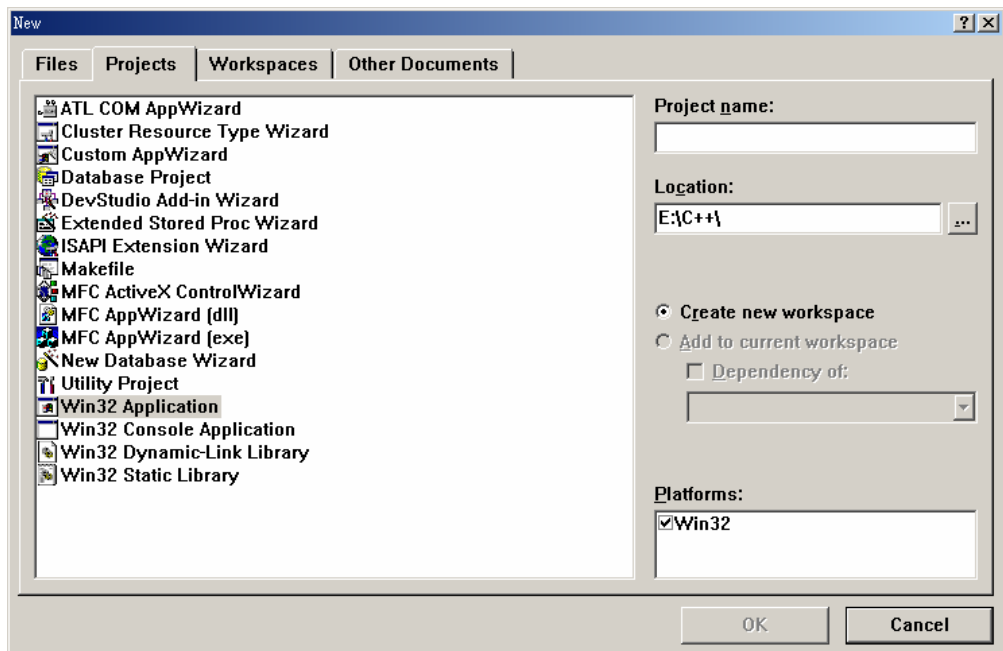 New
Files
Projects
Workspaces
Other Documents
ATL COM AppWizard
Cluster Resource Type Wizard
Custom AppWizard
Database Project
DevStudio Add-in Wizard
Extended Stored Proc Wizard
ISAPI Extension Wizard
Makefile
MFC ActiveX ControlWizard
MFC AppWizard (dll)
MFC AppWizard (exe)
New Database Wizard
Utility Project
Win32 Application
Win32 Console Application
Win32 Dynamic-Link Library
Win32 Static Library
Project name:
Location:
E:\C++\
...
Create new workspace
Add to current workspace
Dependency of:
Platforms:
Win32
OK
Cancel